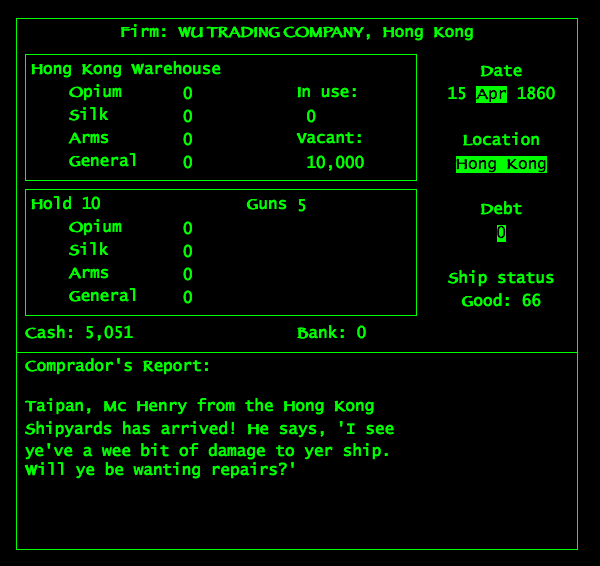 Firm: WU TRADING COMPANY, Hong Kong
Hong Kong Warehouse
Opium 0 In use:
Silk 0 0
Arms 0 Vacant:
General 0 10,000
Date
15 Apr 1860
Location
Hong Kong
Hold 10 Guns 5
Opium 0
Silk 0
Arms 0
General 0
Debt
0
Ship status
Good: 66
Cash: 5,051 Bank: 0
Comprador's Report:
Taipan, Mc Henry from the Hong Kong
Shipyards has arrived! He says, 'I see
ye've a wee bit of damage to yer ship.
Will ye be wanting repairs?'